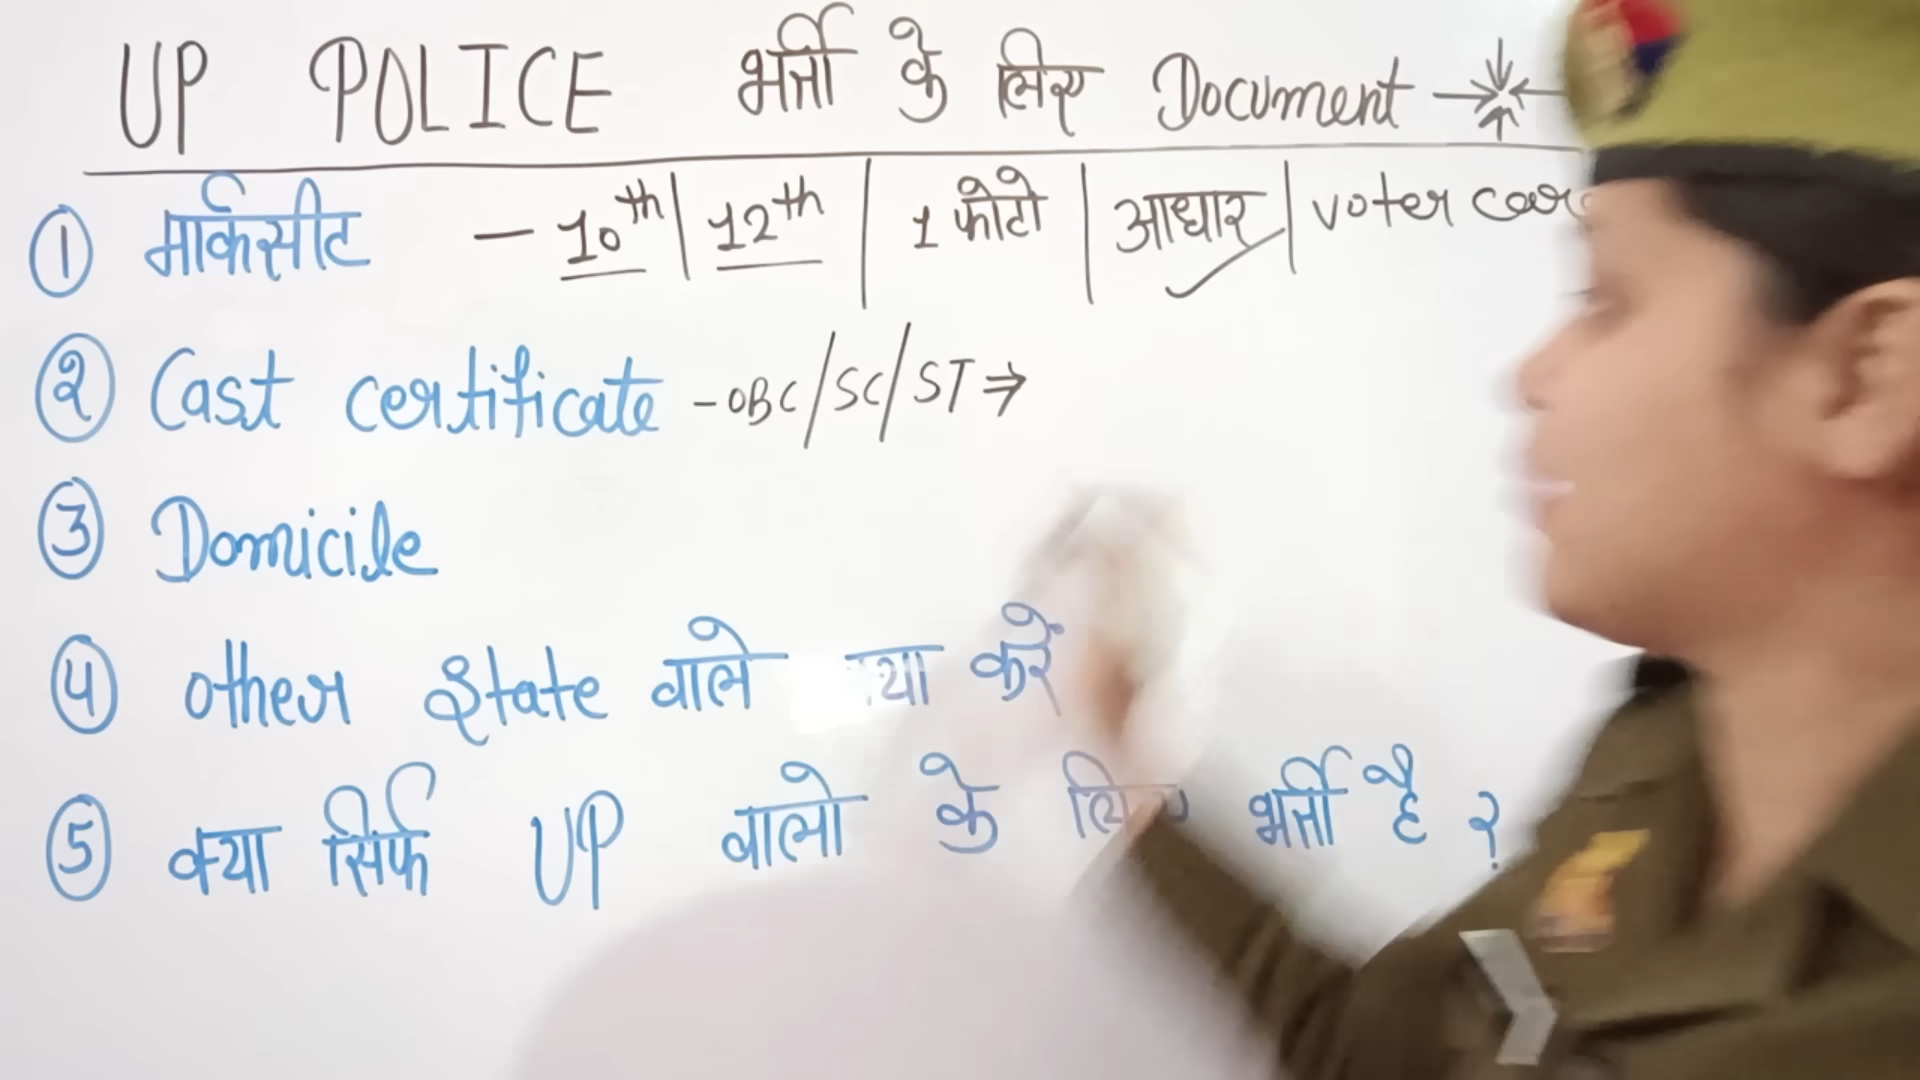 UP POLICE भर्ती के लिए Document
① मार्कसीट - 10th | 12th | 1 फोटो | आधार | voter
② Cast certificate - OBC/SC/ST ⇒
③ Domicile
④ other state वाले क्या करें
⑤ क्या सिर्फ UP वालो के लिए भर्ती है ?